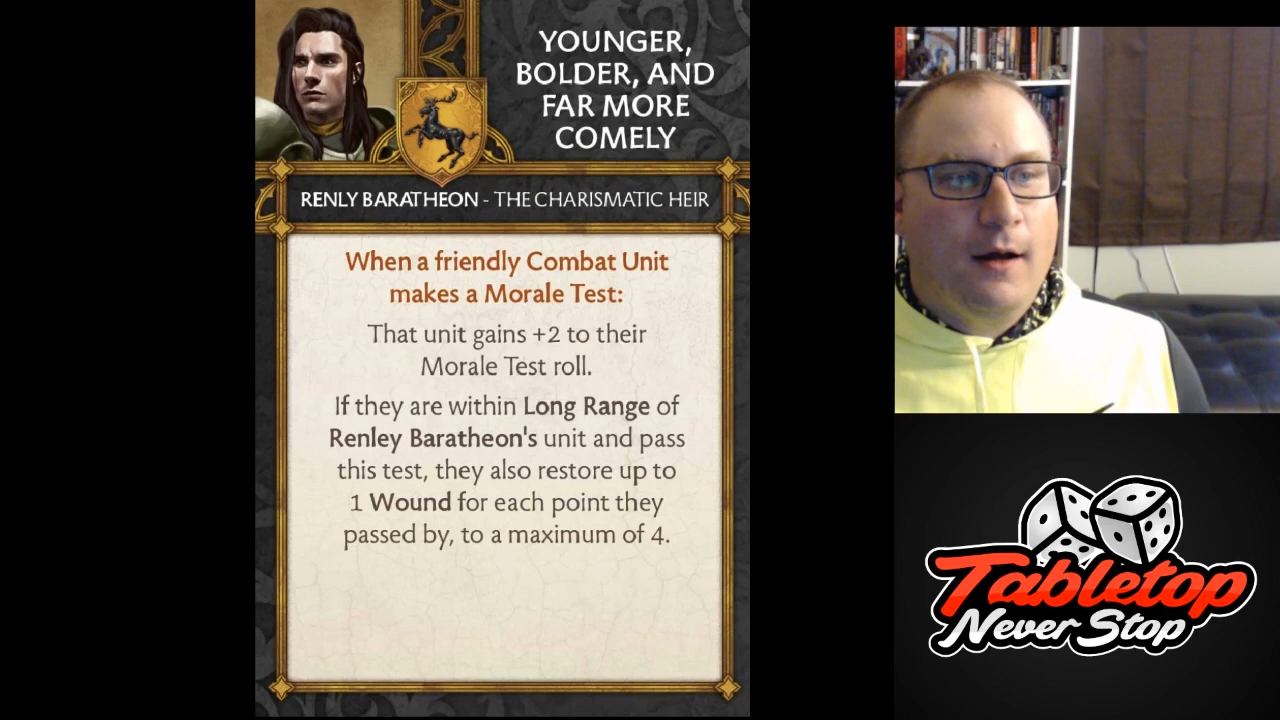 YOUNGER,
BOLDER, AND
FAR MORE
COMELY
RENLY BARATHEON - THE CHARISMATIC HEIR
When a friendly Combat Unit
makes a Morale Test:
That unit gains +2 to their
Morale Test roll.
If they are within Long Range of
Renley Baratheon's unit and pass
this test, they also restore up to
1 Wound for each point they
passed by, to a maximum of 4.
Tabletop
Never Stop